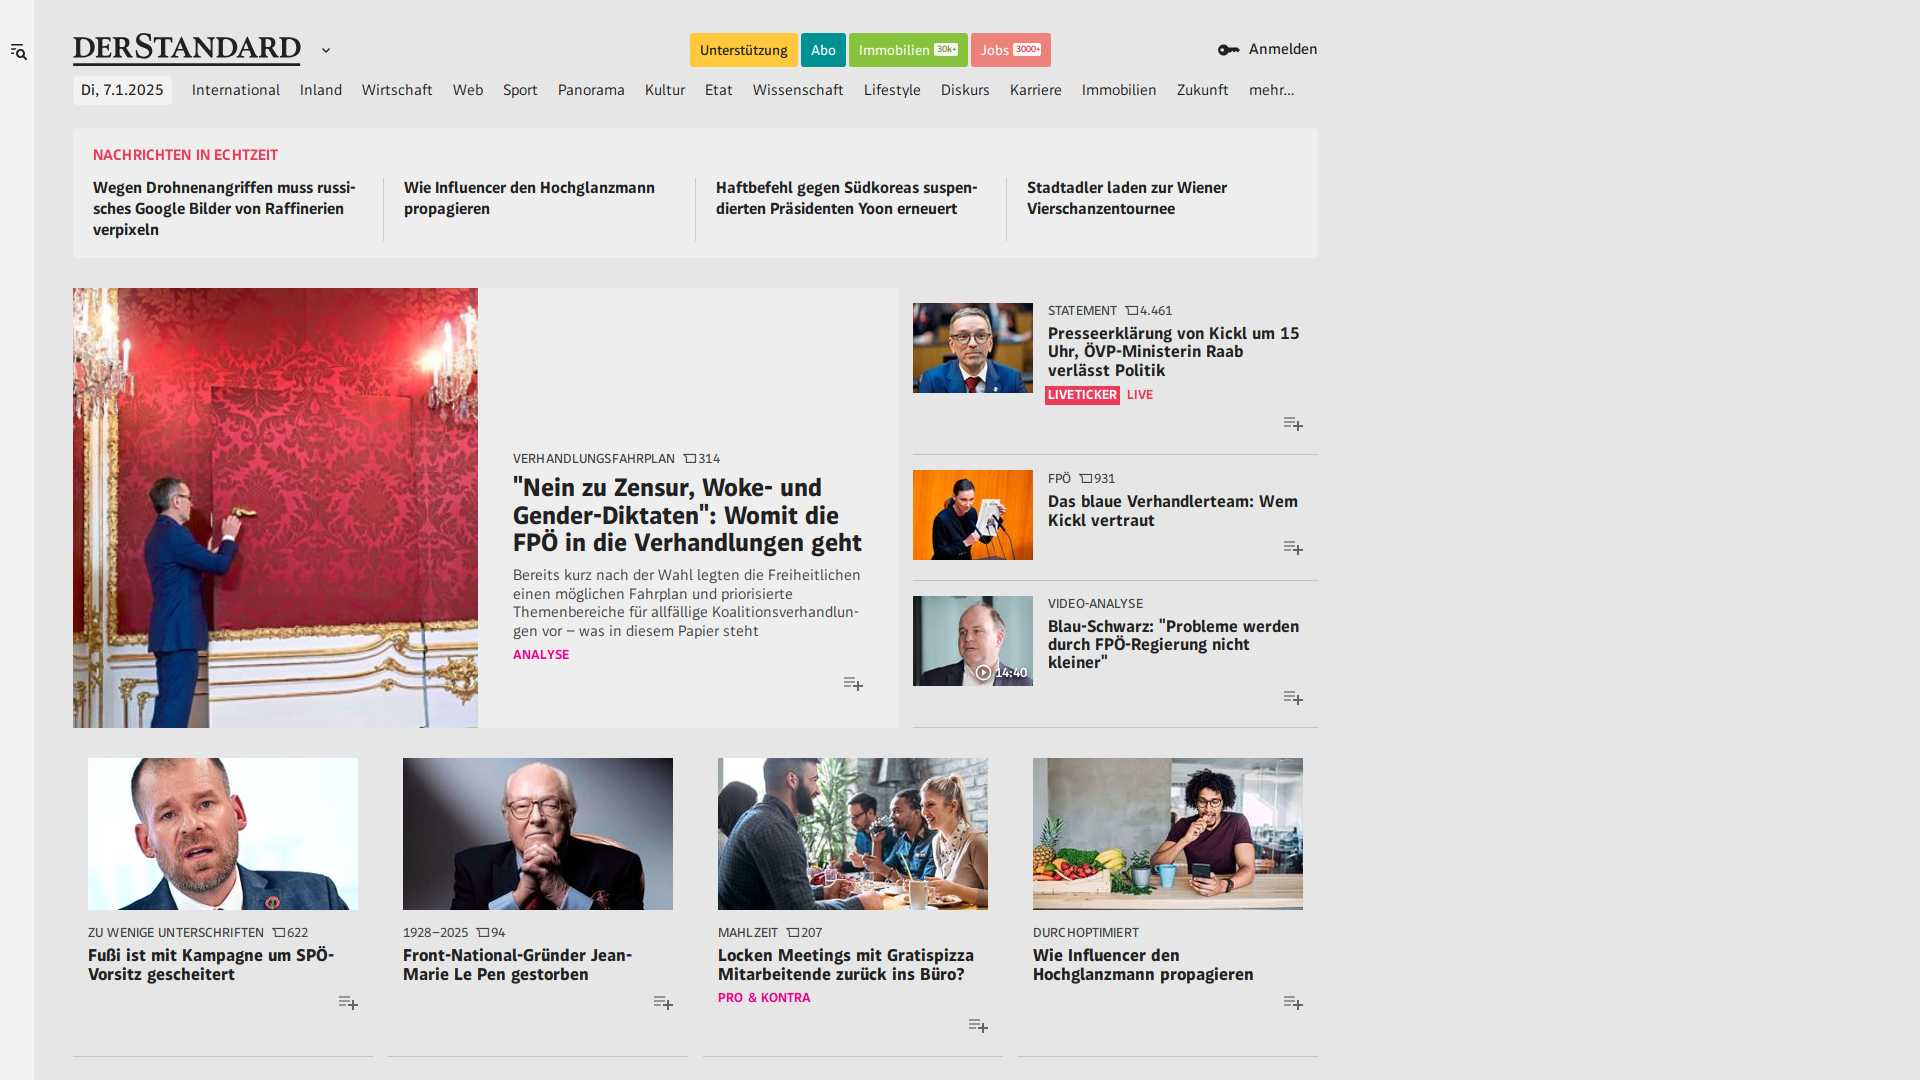 DERSTANDARD
Unterstützung
Abo
Immobilien 30k+
Jobs 3000+
Anmelden
Di, 7.1.2025
International
Inland
Wirtschaft
Web
Sport
Panorama
Kultur
Etat
Wissenschaft
Lifestyle
Diskurs
Karriere
Immobilien
Zukunft
mehr...
NACHRICHTEN IN ECHTZEIT
Wegen Drohnenangriffen muss russi-
sches Google Bilder von Raffinerien
verpixeln
Wie Influencer den Hochglanzmann
propagieren
Haftbefehl gegen Südkoreas suspen-
dierten Präsidenten Yoon erneuert
Stadtadler laden zur Wiener
Vierschanzentournee
VERHANDLUNGSFAHRPLAN 314
"Nein zu Zensur, Woke- und
Gender-Diktaten": Womit die
FPÖ in die Verhandlungen geht
Bereits kurz nach der Wahl legten die Freiheitlichen
einen möglichen Fahrplan und priorisierte
Themenbereiche für allfällige Koalitionsverhandlun-
gen vor – was in diesem Papier steht
ANALYSE
STATEMENT 4.461
Presseerklärung von Kickl um 15
Uhr, ÖVP-Ministerin Raab
verlässt Politik
LIVETICKER LIVE
FPÖ 931
Das blaue Verhandlerteam: Wem
Kickl vertraut
14:40
VIDEO-ANALYSE
Blau-Schwarz: "Probleme werden
durch FPÖ-Regierung nicht
kleiner"
ZU WENIGE UNTERSCHRIFTEN 622
Fußi ist mit Kampagne um SPÖ-
Vorsitz gescheitert
1928–2025 94
Front-National-Gründer Jean-
Marie Le Pen gestorben
MAHLZEIT 207
Locken Meetings mit Gratispizza
Mitarbeitende zurück ins Büro?
PRO & KONTRA
DURCHOPTIMIERT
Wie Influencer den
Hochglanzmann propagieren